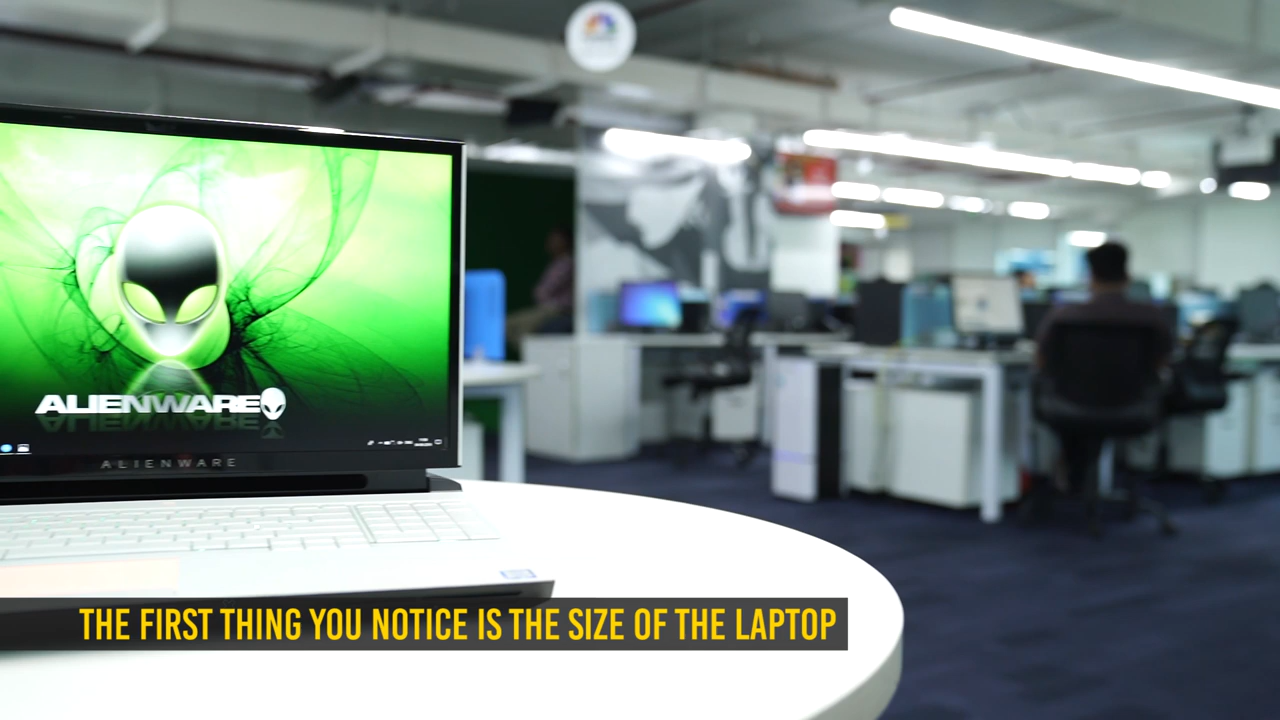 ALIENWARE
ALIENWARE
THE FIRST THING YOU NOTICE IS THE SIZE OF THE LAPTOP